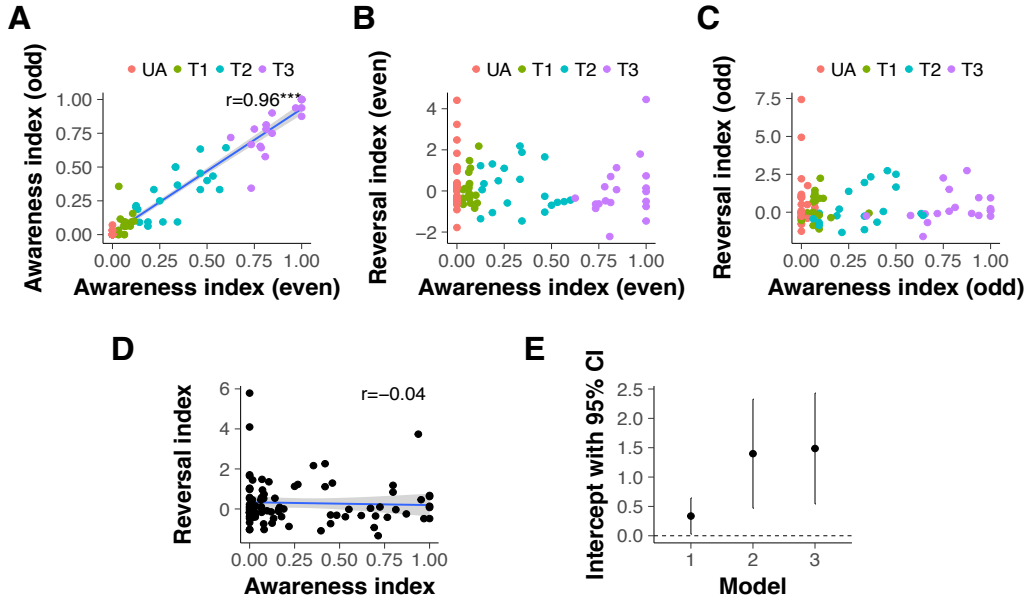 A
Awareness index (odd)
UA T1 T2 T3
r=0.96***
1.00
0.75
0.50
0.25
0.00
0.00 0.25 0.50 0.75 1.00
Awareness index (even)
B
Reversal index (even)
UA T1 T2 T3
4
2
0
−2
0.00 0.25 0.50 0.75 1.00
Awareness index (even)
C
Reversal index (odd)
UA T1 T2 T3
7.5
5.0
2.5
0.0
0.00 0.25 0.50 0.75 1.00
Awareness index (odd)
D
Reversal index
r=−0.04
6
4
2
0
0.00 0.25 0.50 0.75 1.00
Awareness index
E
Intercept with 95% CI
2.5
2.0
1.5
1.0
0.5
0.0
1 2 3
Model